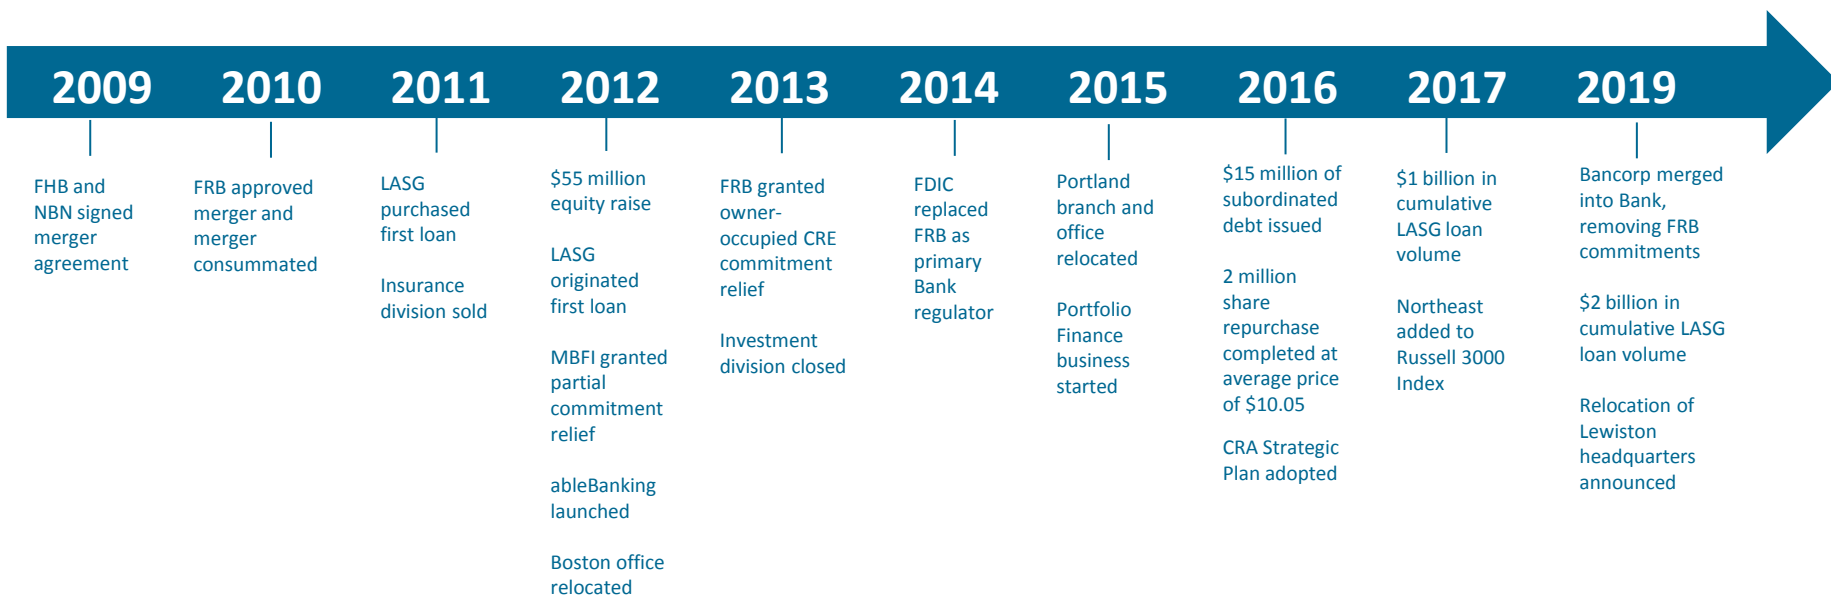 2009 2010 2011 2012 2013 2014 2015 2016 2017 2019
FHB and
NBN signed
merger
agreement
FRB approved
merger and
merger
consummated
LASG
purchased
first loan
Insurance
division sold
$55 million
equity raise
LASG
originated
first loan
MBFI granted
partial
commitment
relief
ableBanking
launched
Boston office
relocated
FRB granted
owner-
occupied CRE
commitment
relief
Investment
division closed
FDIC
replaced
FRB as
primary
Bank
regulator
Portland
branch and
office
relocated
Portfolio
Finance
business
started
$15 million of
subordinated
debt issued
2 million
share
repurchase
completed at
average price
of $10.05
CRA Strategic
Plan adopted
$1 billion in
cumulative
LASG loan
volume
Northeast
added to
Russell 3000
Index
Bancorp merged
into Bank,
removing FRB
commitments
$2 billion in
cumulative LASG
loan volume
Relocation of
Lewiston
headquarters
announced